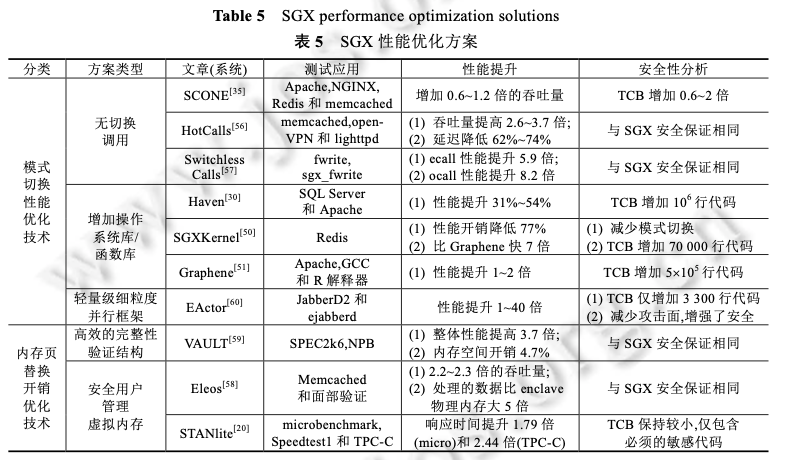 Table 5 SGX performance optimization solutions
表 5 SGX 性能优化方案
分类 方案类型 文章(系统) 测试应用 性能提升 安全性分析
模式
切换
性能
优化
技术
无切换
调用
SCONE[35]
Apache,NGINX,
Redis 和 memcached
增加 0.6~1.2 倍的吞吐量
TCB 增加 0.6~2 倍
HotCalls[56]
memcached,open-
VPN 和 lighttpd
(1) 吞吐量提高 2.6~3.7 倍;
(2) 延迟降低 62%~74%
与 SGX 安全保证相同
Switchless
Calls[57]
fwrite,
sgx_fwrite
(1) ecall 性能提升 5.9 倍;
(2) ocall 性能提升 8.2 倍
与 SGX 安全保证相同
增加操作
系统库/
函数库
Haven[30]
SQL Server
和 Apache
(1) 性能提升 31%~54%
TCB 增加 10⁶ 行代码
SGXKernel[50]
Redis
(1) 性能开销降低 77%
(2) 比 Graphene 快 7 倍
(1) 减少模式切换
(2) TCB 增加 70 000 行代码
Graphene[51]
Apache,GCC
和 R 解释器
(1) 性能提升 1~2 倍
TCB 增加 5×10⁵ 行代码
轻量级细粒度
并行框架
EActor[60]
JabberD2 和
ejabberd
性能提升 1~40 倍
(1) TCB 仅增加 3 300 行代码
(2) 减少攻击面,增强了安全
内存页
替换
开销
优化
技术
高效的完整性
验证结构
VAULT[59]
SPEC2k6,NPB
(1) 整体性能提高 3.7 倍;
(2) 内存空间开销 4.7%
与 SGX 安全保证相同
安全用户
管理
虚拟内存
Eleos[58]
Memcached
和面部验证
(1) 2.2~2.3 倍的吞吐量;
(2) 处理的数据比 enclave
物理内存大 5 倍
与 SGX 安全保证相同
STANlite[20]
microbenchmark,
Speedtest1 和 TPC-C
响应时间提升 1.79 倍
(micro)和 2.44 倍(TPC-C)
TCB 保持较小,仅包含
必须的敏感代码